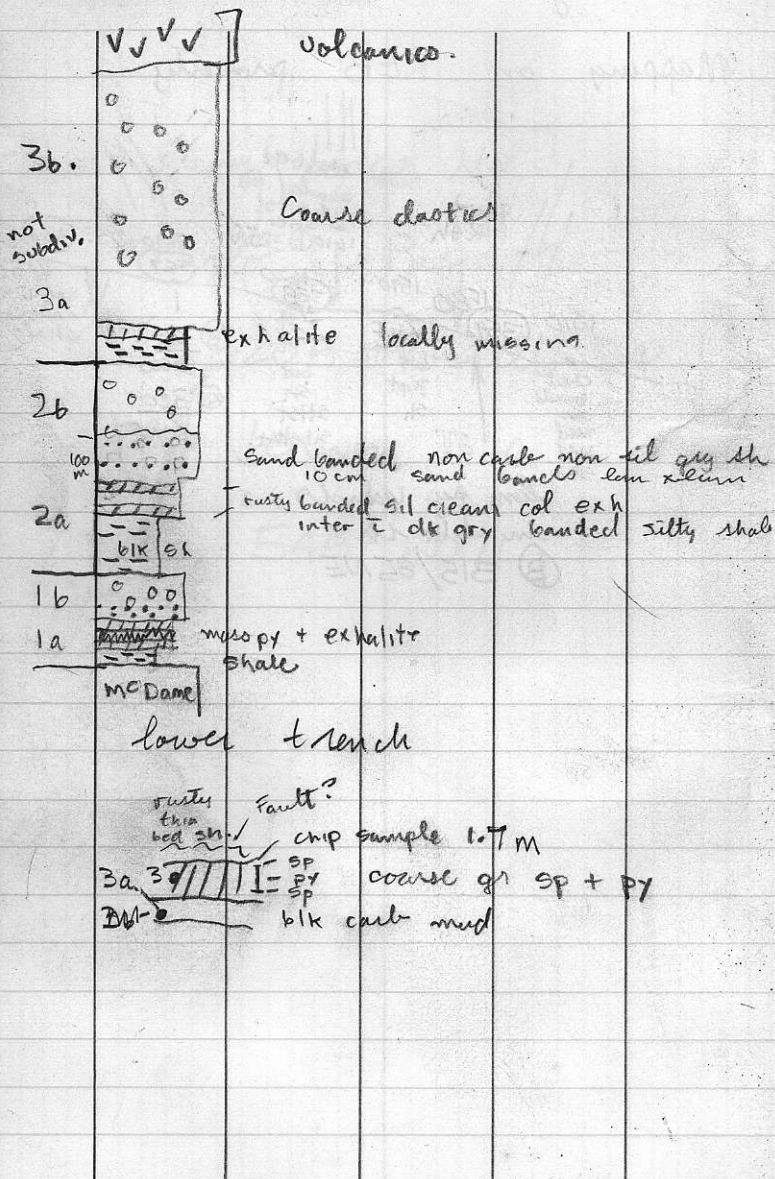 volcanics.
3b.
Coarse clastics
not
subdiv.
3a
exhalite locally missing
2b
100
m
Sand banded non carb non sil gry sh
10 cm sand bands
rusty banded sil clean col exh
2a
inter c̄ dk gry banded silty shale
blk sh
1b
1a
py + exhalite
shale
McDame
lower trench
rusty
thin
bed sh.
Fault?
chip sample 1.7 m
sp
3a. 3
py
coarse gr sp + py
sp
blk carb mud